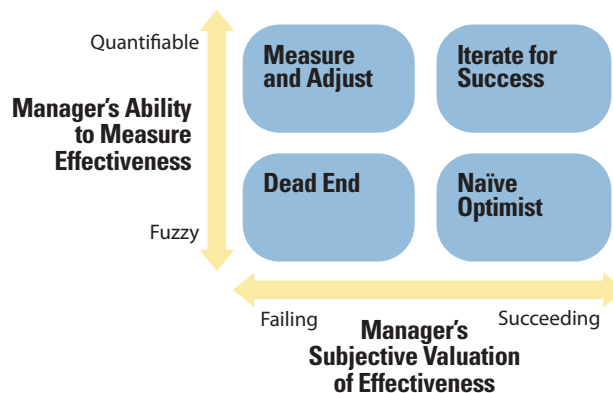 Quantifiable
Manager's Ability
to Measure
Effectiveness
Fuzzy
Measure
and Adjust
Iterate for
Success
Dead End
Naïve
Optimist
Failing
Succeeding
Manager's
Subjective Valuation
of Effectiveness